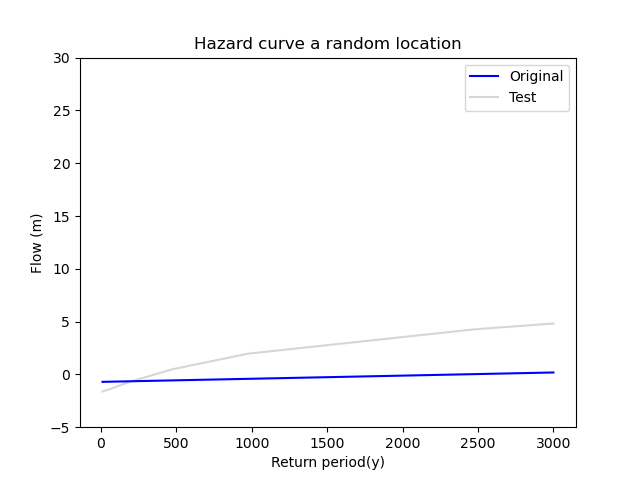 Hazard curve a random location
Original
Test
30
25
20
15
10
5
0
−5
Flow (m)
0 500 1000 1500 2000 2500 3000
Return period(y)